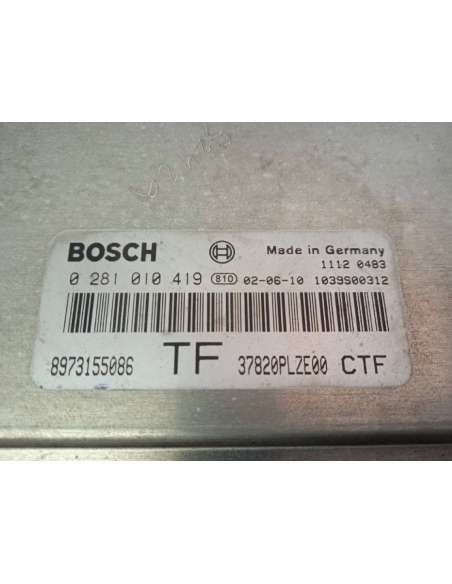 BOSCH Made in Germany
1112 0483
0 281 010 419 810 02-06-10 1039S00312
8973155086 TF 37820PLZE00 CTF